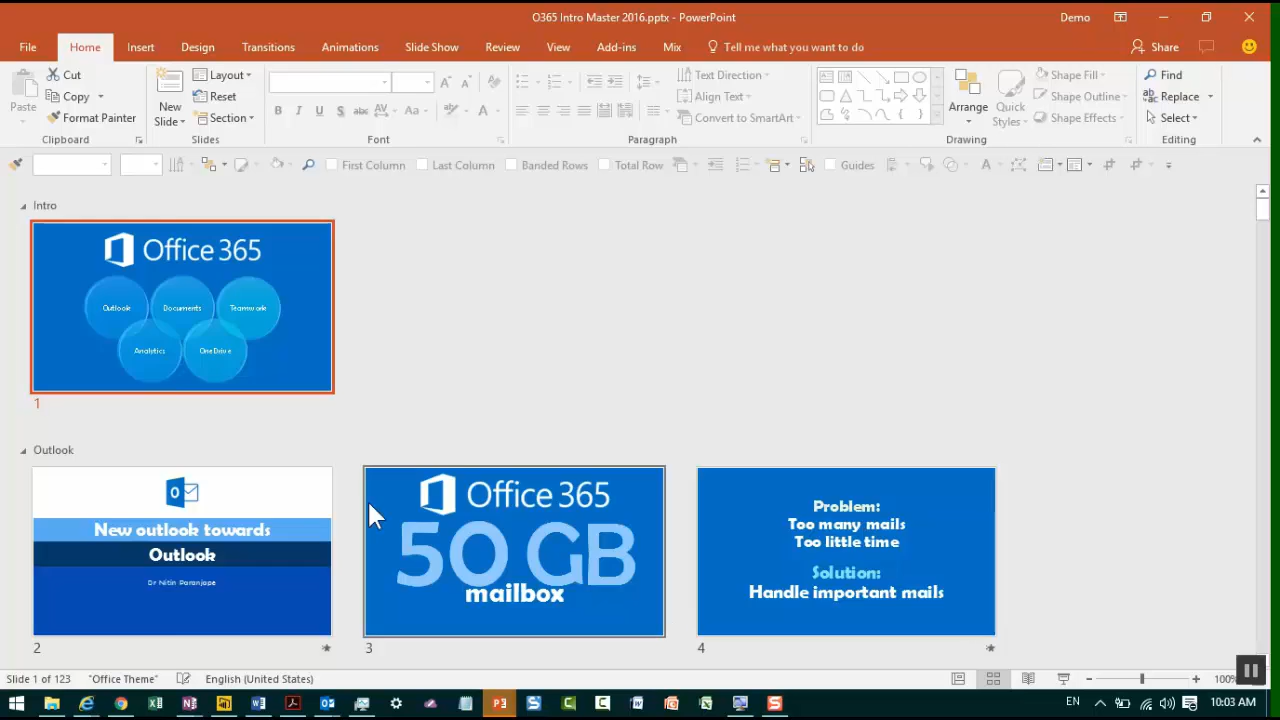 O365 Intro Master 2016.pptx - PowerPoint
Demo
File
Home
Insert
Design
Transitions
Animations
Slide Show
Review
View
Add-ins
Mix
Tell me what you want to do
Share
Paste
Cut
Copy
Format Painter
Clipboard
New
Slide
Layout
Reset
Section
Slides
B I U S abc AV Aa A
Font
Text Direction
Align Text
Convert to SmartArt
Paragraph
Arrange
Quick
Styles
Shape Fill
Shape Outline
Shape Effects
Drawing
Find
Replace
Select
Editing
First Column
Last Column
Banded Rows
Total Row
Guides
Intro
Office 365
Outlook
Documents
Teamwork
Analytics
OneDrive
1
Outlook
New outlook towards
Outlook
Dr Nitin Paranjape
2
Office 365
50 GB
mailbox
3
Problem:
Too many mails
Too little time
Solution:
Handle important mails
4
Slide 1 of 123
"Office Theme"
English (United States)
100%
EN
10:03 AM